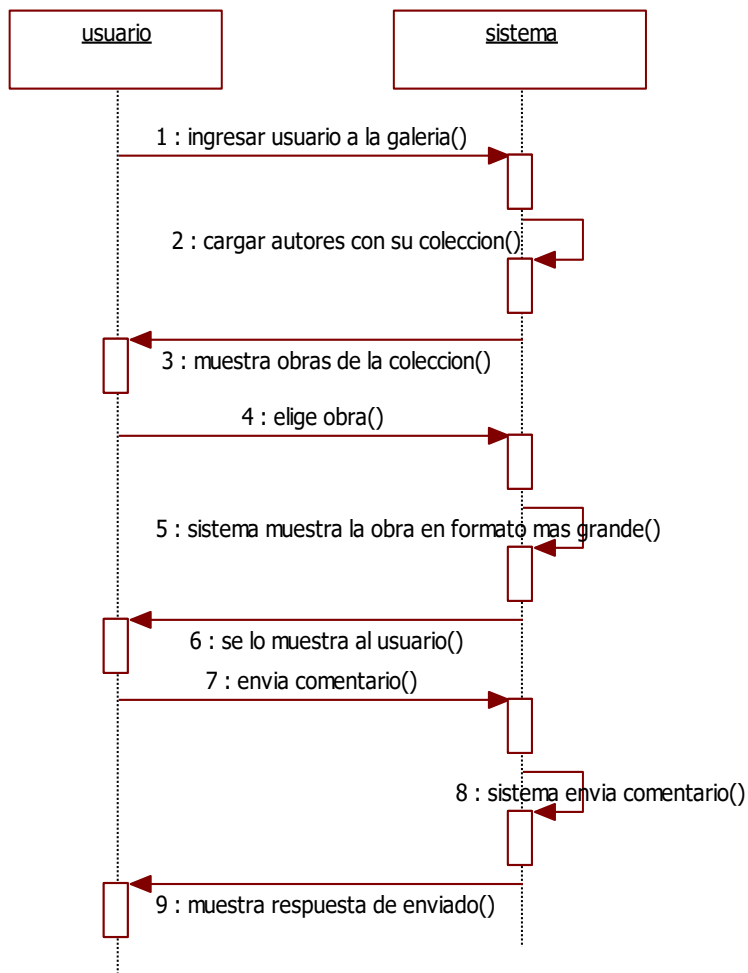 usuario
sistema
1 : ingresar usuario a la galeria()
2 : cargar autores con su coleccion()
3 : muestra obras de la coleccion()
4 : elige obra()
5 : sistema muestra la obra en formato mas grande()
6 : se lo muestra al usuario()
7 : envia comentario()
8 : sistema envia comentario()
9 : muestra respuesta de enviado()